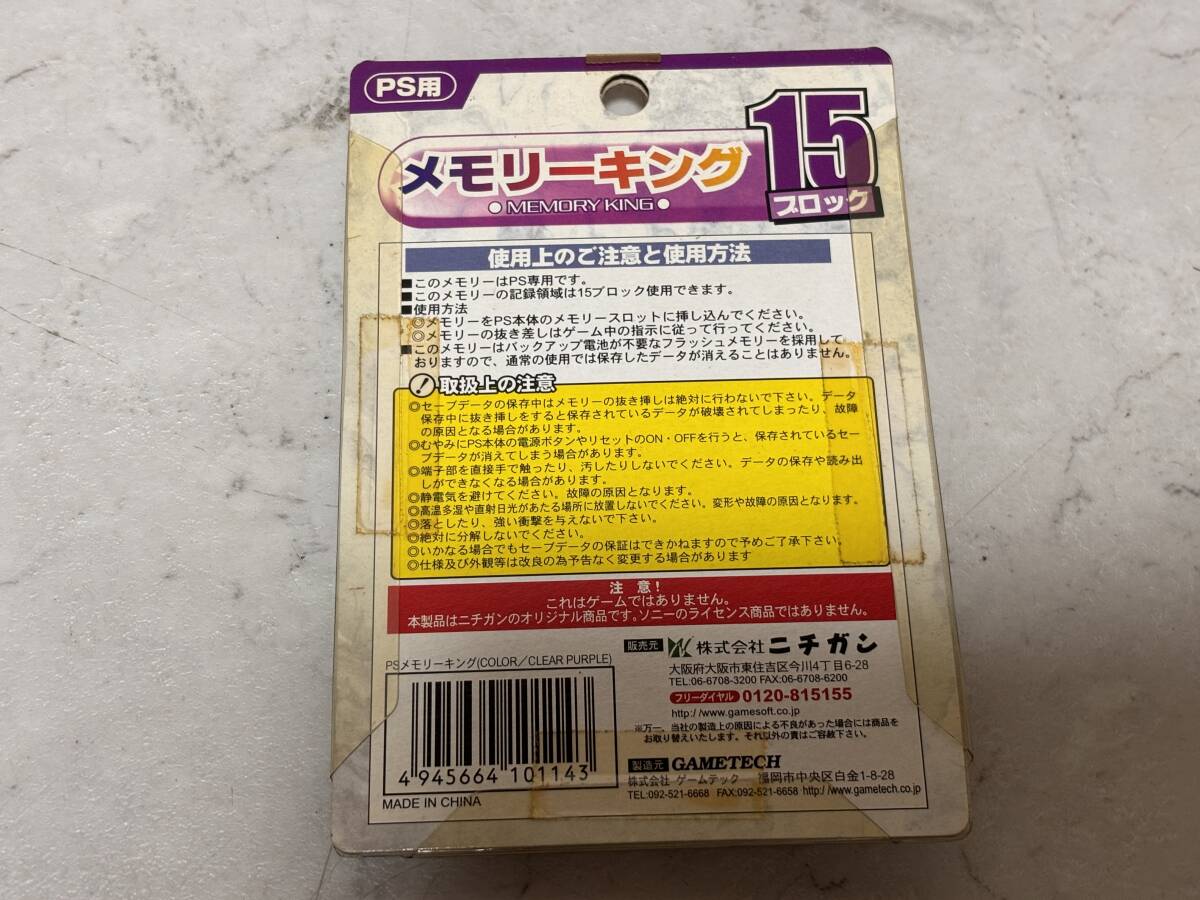 PS用
15
ブロック
メモリーキング
MEMORY KING
使用上のご注意と使用方法
■このメモリーはPS専用です。
■このメモリーの記録領域は15ブロック使用できます。
■使用方法
◎メモリーをPS本体のメモリースロットに挿し込んでください。
◎メモリーの抜き差しはゲーム中の指示に従って行ってください。
■このメモリーはバックアップ電池が不要なフラッシュメモリーを採用して
おりますので、通常の使用では保存したデータが消えることはありません。
取扱上の注意
◎セーブデータの保存中はメモリーの抜き挿しは絶対に行わないで下さい。データ
保存中に抜き挿しをすると保存されているデータが破壊されてしまったり、故障
の原因となる場合があります。
◎むやみにPS本体の電源ボタンやリセットのON・OFFを行うと、保存されているセー
ブデータが消えてしまう場合があります。
◎端子部を直接手で触ったり、汚したりしないでください。データの保存や読み出
しができなくなる場合があります。
◎静電気を避けてください。故障の原因となります。
◎高温多湿や直射日光があたる場所に放置しないでください。変形や故障の原因となります。
◎落としたり、強い衝撃を与えないで下さい。
◎絶対に分解しないでください。
◎いかなる場合でもセーブデータの保証はできかねますので予めご了承下さい。
◎仕様及び外観等は改良の為予告なく変更する場合があります
注 意!
これはゲームではありません。
本製品はニチガンのオリジナル商品です。ソニーのライセンス商品ではありません。
PSメモリーキング(COLOR/CLEAR PURPLE)
4 945664 101143
MADE IN CHINA
販売元 株式会社ニチガン
大阪府大阪市東住吉区今川4丁目6-28
TEL:06-6708-3200 FAX:06-6708-6200
フリーダイヤル 0120-815155
http://www.gamesoft.co.jp
※万一、当社の製造上の原因による不良があった場合には商品を
お取り替えいたします。それ以外の責はご容赦下さい。
製造元 GAMETECH
株式会社 ゲームテック 福岡市中央区白金1-8-28
TEL:092-521-6668 FAX:092-521-6658 http://www.gametech.co.jp